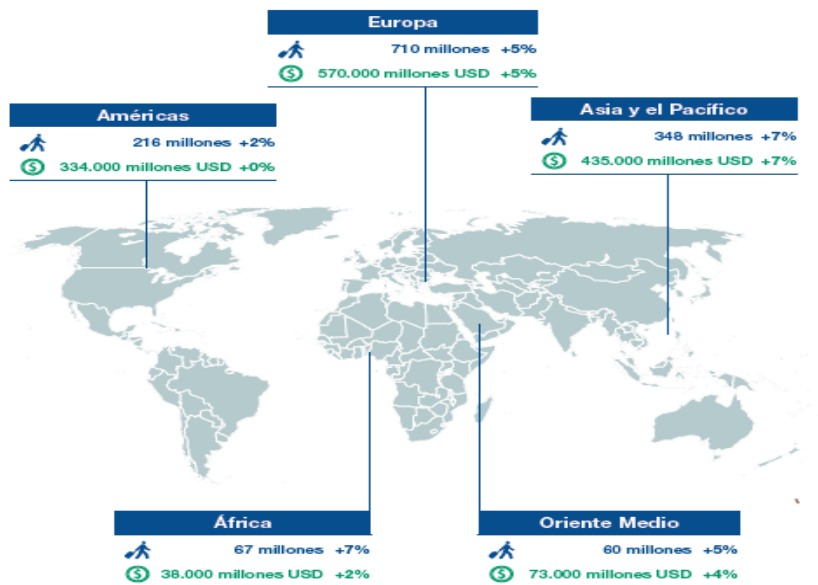 Europa
710 millones +5%
570.000 millones USD +5%
Américas
216 millones +2%
334.000 millones USD +0%
Asia y el Pacífico
348 millones +7%
435.000 millones USD +7%
África
67 millones +7%
38.000 millones USD +2%
Oriente Medio
60 millones +5%
73.000 millones USD +4%